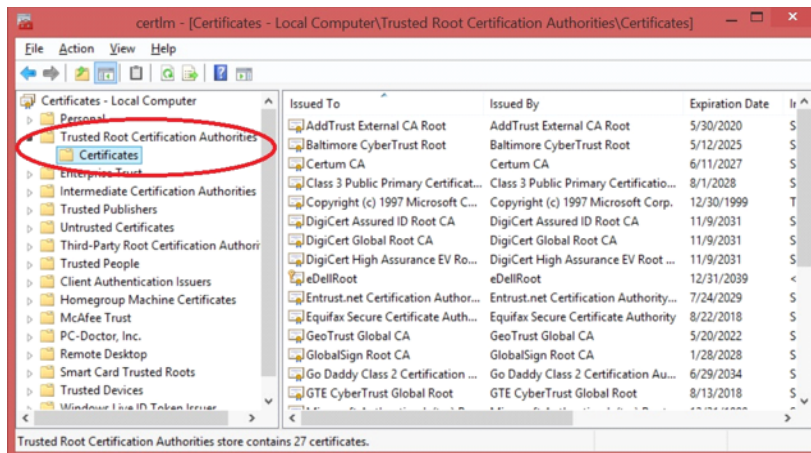 certlm - [Certificates - Local Computer\Trusted Root Certification Authorities\Certificates]
File Action View Help
Certificates - Local Computer
Personal
Trusted Root Certification Authorities
Certificates
Enterprise Trust
Intermediate Certification Authorities
Trusted Publishers
Untrusted Certificates
Third-Party Root Certification Authori
Trusted People
Client Authentication Issuers
Homegroup Machine Certificates
McAfee Trust
PC-Doctor, Inc.
Remote Desktop
Smart Card Trusted Roots
Trusted Devices
Windows Live ID Token Issuer
Issued To Issued By Expiration Date
AddTrust External CA Root AddTrust External CA Root 5/30/2020 S
Baltimore CyberTrust Root Baltimore CyberTrust Root 5/12/2025 S
Certum CA Certum CA 6/11/2027 S
Class 3 Public Primary Certificat... Class 3 Public Primary Certificatio... 8/1/2028 S
Copyright (c) 1997 Microsoft C... Copyright (c) 1997 Microsoft Corp. 12/30/1999 T
DigiCert Assured ID Root CA DigiCert Assured ID Root CA 11/9/2031 S
DigiCert Global Root CA DigiCert Global Root CA 11/9/2031 S
DigiCert High Assurance EV Ro... DigiCert High Assurance EV Root ... 11/9/2031 S
eDellRoot eDellRoot 12/31/2039 <
Entrust.net Certification Author... Entrust.net Certification Authority... 7/24/2029 S
Equifax Secure Certificate Auth... Equifax Secure Certificate Authority 8/22/2018 S
GeoTrust Global CA GeoTrust Global CA 5/20/2022 S
GlobalSign Root CA GlobalSign Root CA 1/28/2028 S
Go Daddy Class 2 Certification ... Go Daddy Class 2 Certification Au... 6/29/2034 S
GTE CyberTrust Global Root GTE CyberTrust Global Root 8/13/2018 S
Trusted Root Certification Authorities store contains 27 certificates.